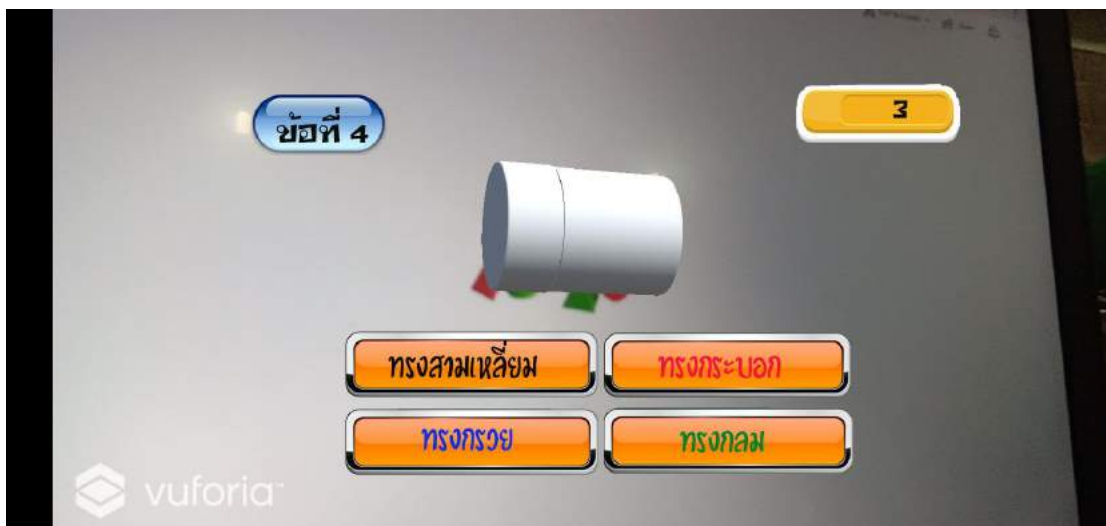 ข้อที่ 4
3
ทรงสามเหลี่ยม
ทรงกระบอก
ทรงกรวย
ทรงกลม
vuforia